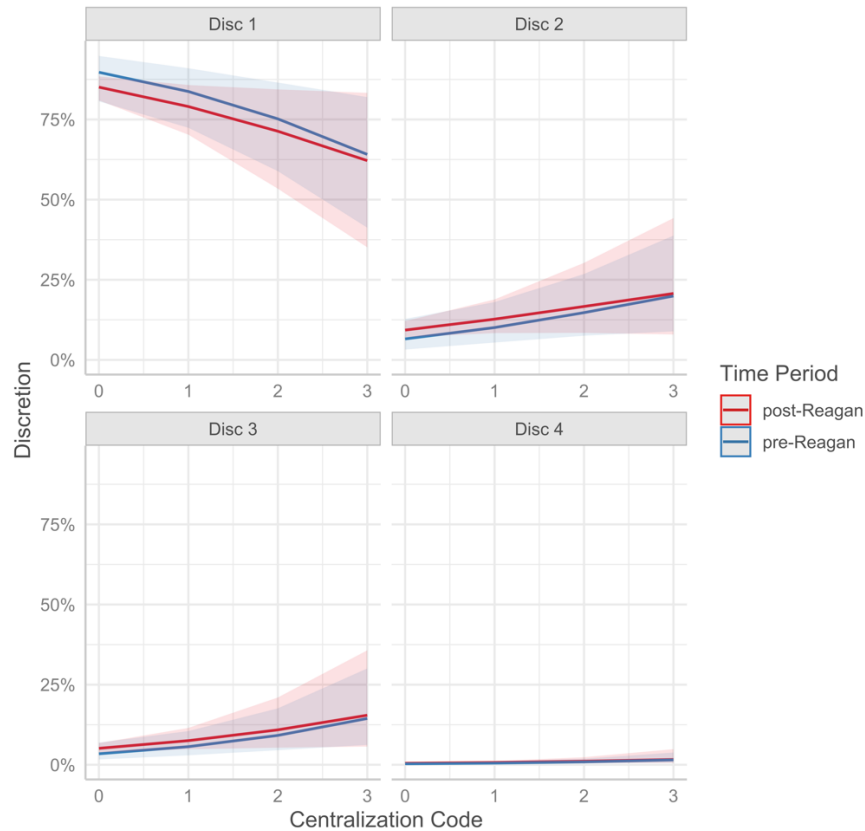 Disc 1
Disc 2
75%
50%
25%
0%
0 1 2 3
0 1 2 3
Disc 3
Disc 4
75%
50%
25%
0%
0 1 2 3
0 1 2 3
Discretion
Centralization Code
Time Period
post-Reagan
pre-Reagan